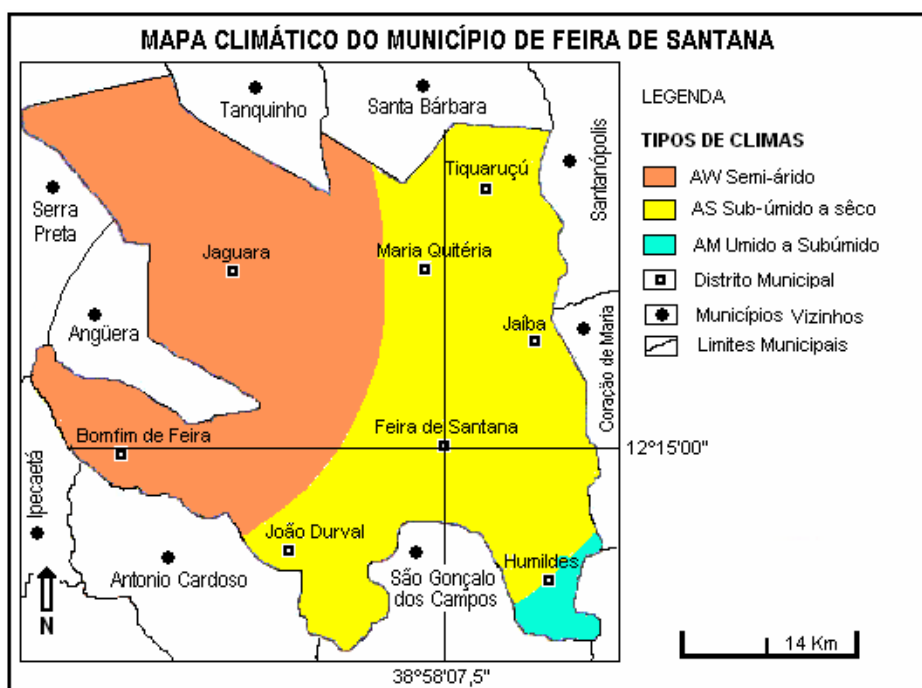 MAPA CLIMÁTICO DO MUNICÍPIO DE FEIRA DE SANTANA
Tanquinho
Santa Bárbara
Santanópolis
Tiquaruçú
Serra
Preta
Jaguara
Maria Quitéria
Angüera
Jaíba
Coração de Maria
Bomfim de Feira
Feira de Santana
12°15'00"
Ipecaetá
João Durval
Humildes
Antonio Cardoso
São Gonçalo
dos Campos
N
38°58'07,5"
LEGENDA
TIPOS DE CLIMAS
AW Semi-árido
AS Sub-úmido a sêco
AM Umido a Subúmido
Distrito Municipal
Municípios Vizinhos
Limites Municipais
14 Km